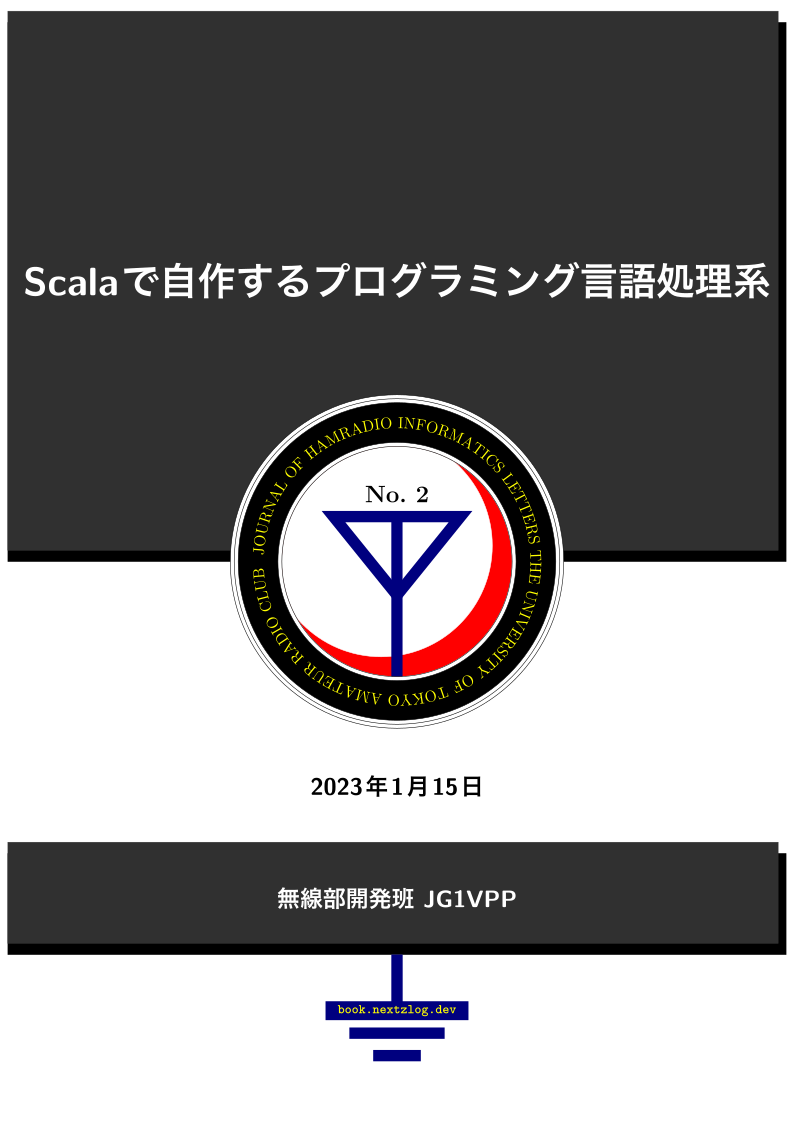 Scalaで自作するプログラミング言語処理系
JOURNAL OF HAMRADIO INFORMATICS LETTERS THE UNIVERSITY OF TOKYO AMATEUR RADIO CLUB
No. 2
2023年1月15日
無線部開発班 JG1VPP
book.nextzlog.dev